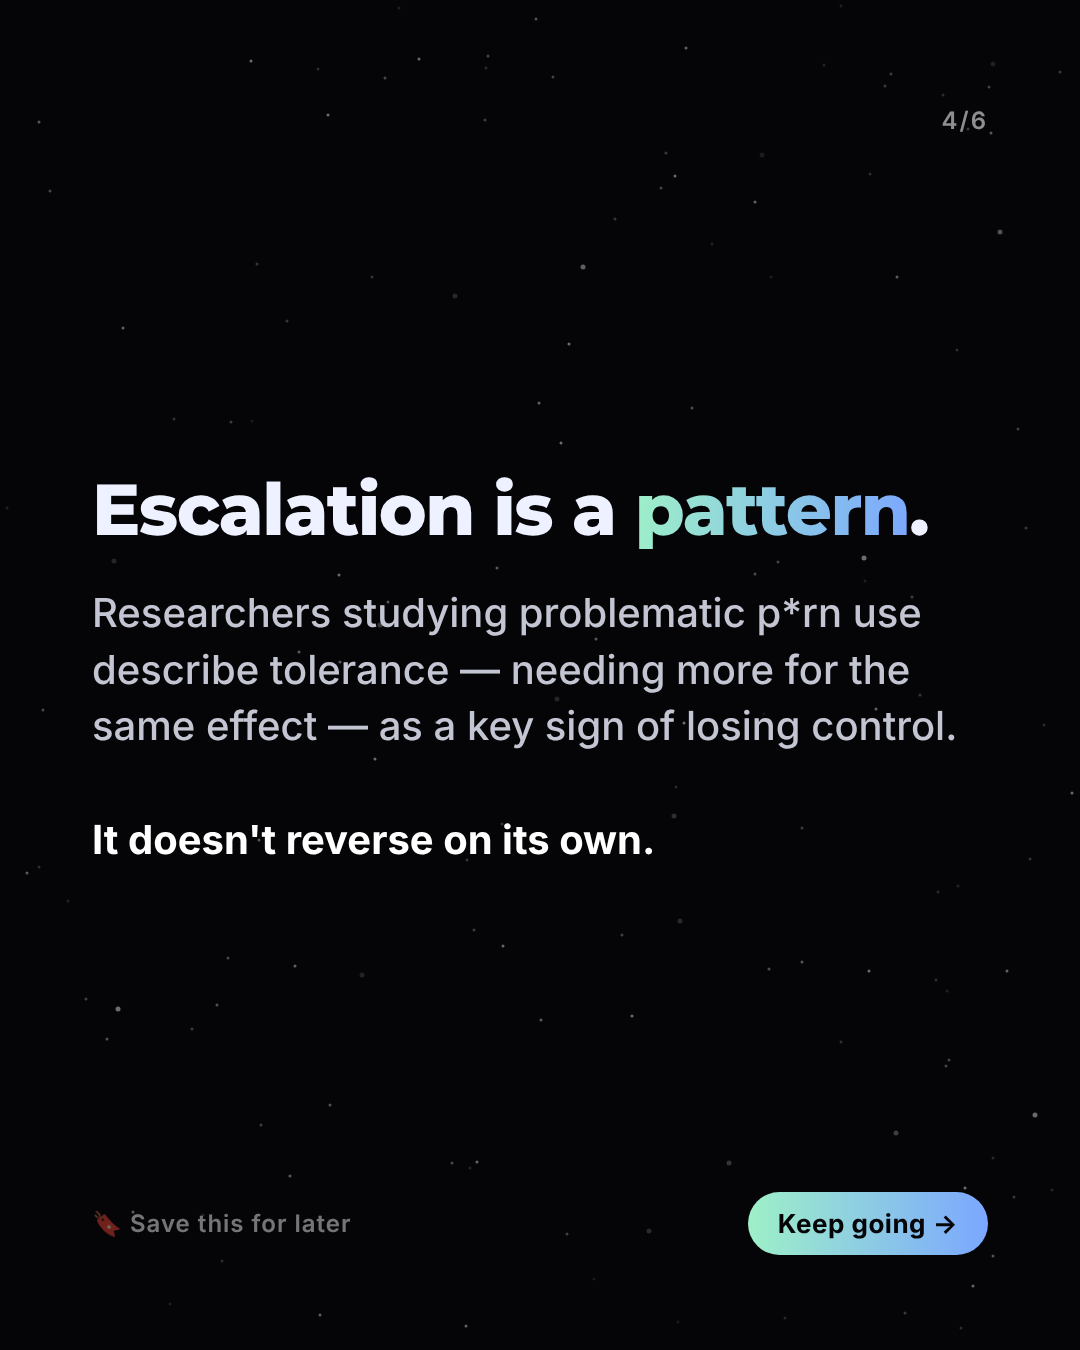 4/6
Escalation is a pattern.
Researchers studying problematic p*rn use
describe tolerance — needing more for the
same effect — as a key sign of losing control.
It doesn't reverse on its own.
🔖 Save this for later
Keep going →